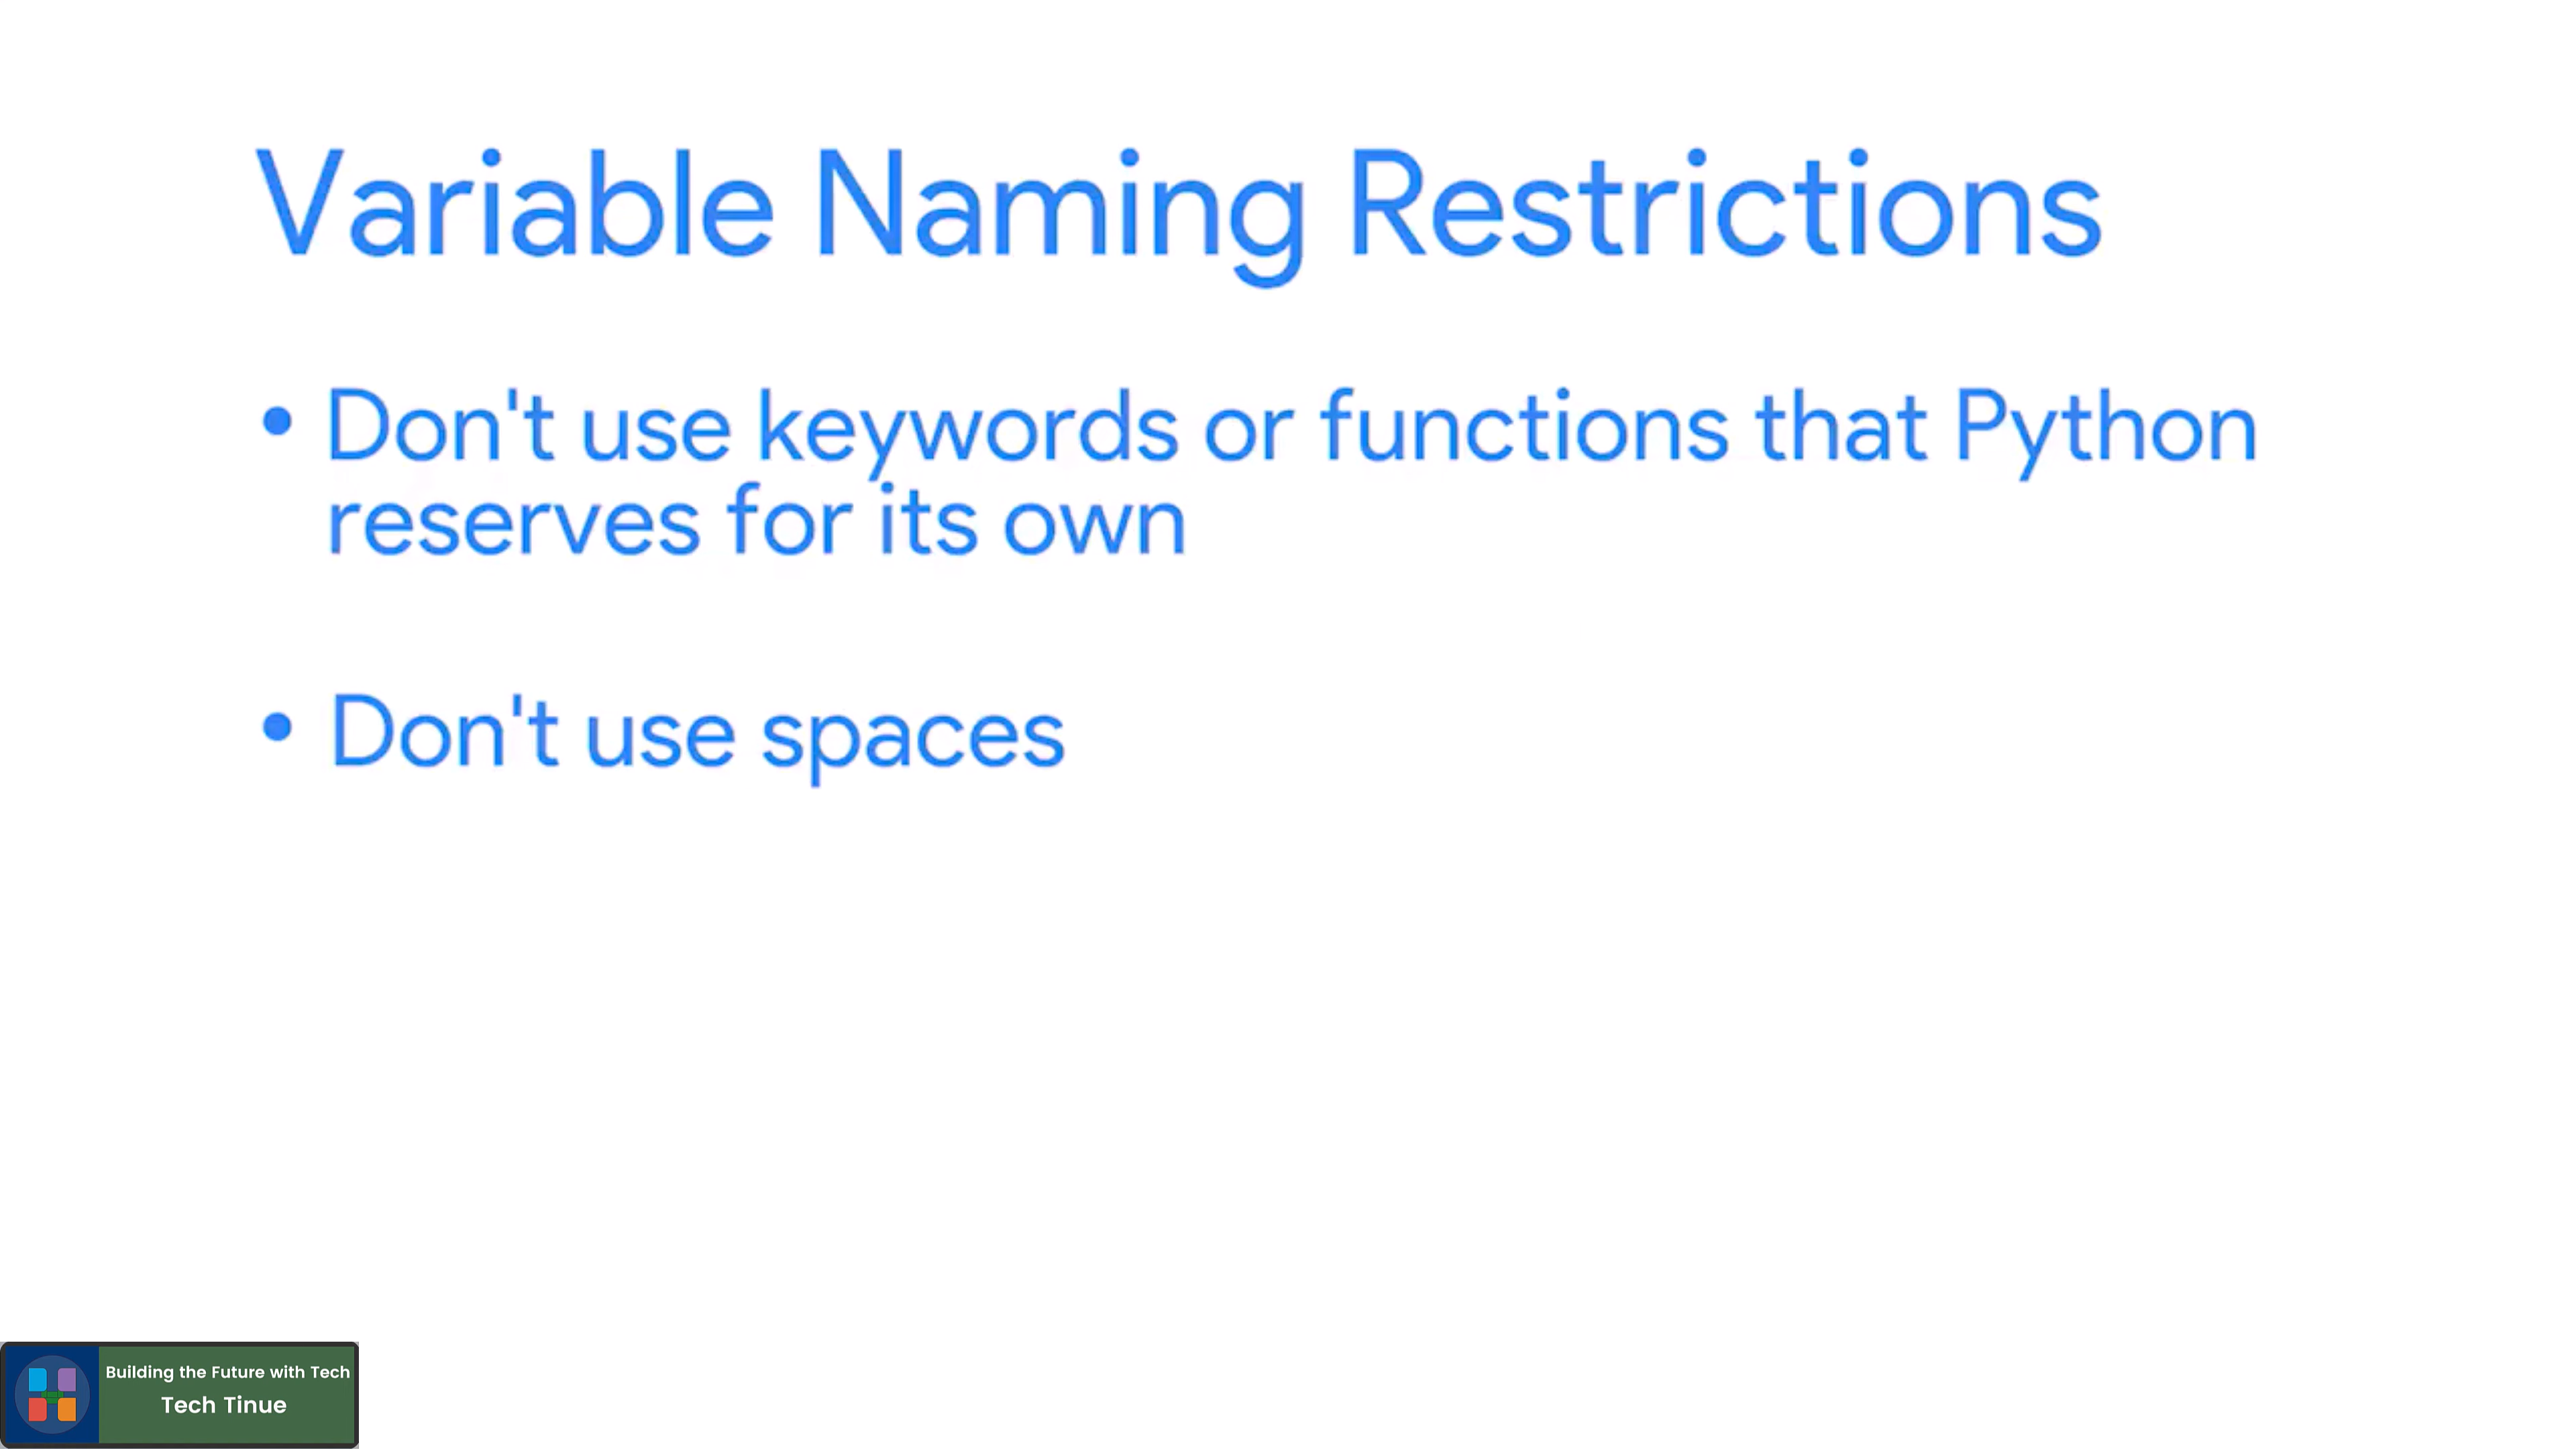 Variable Naming Restrictions
• Don't use keywords or functions that Python
reserves for its own
• Don't use spaces
Building the Future with Tech
Tech Tinue